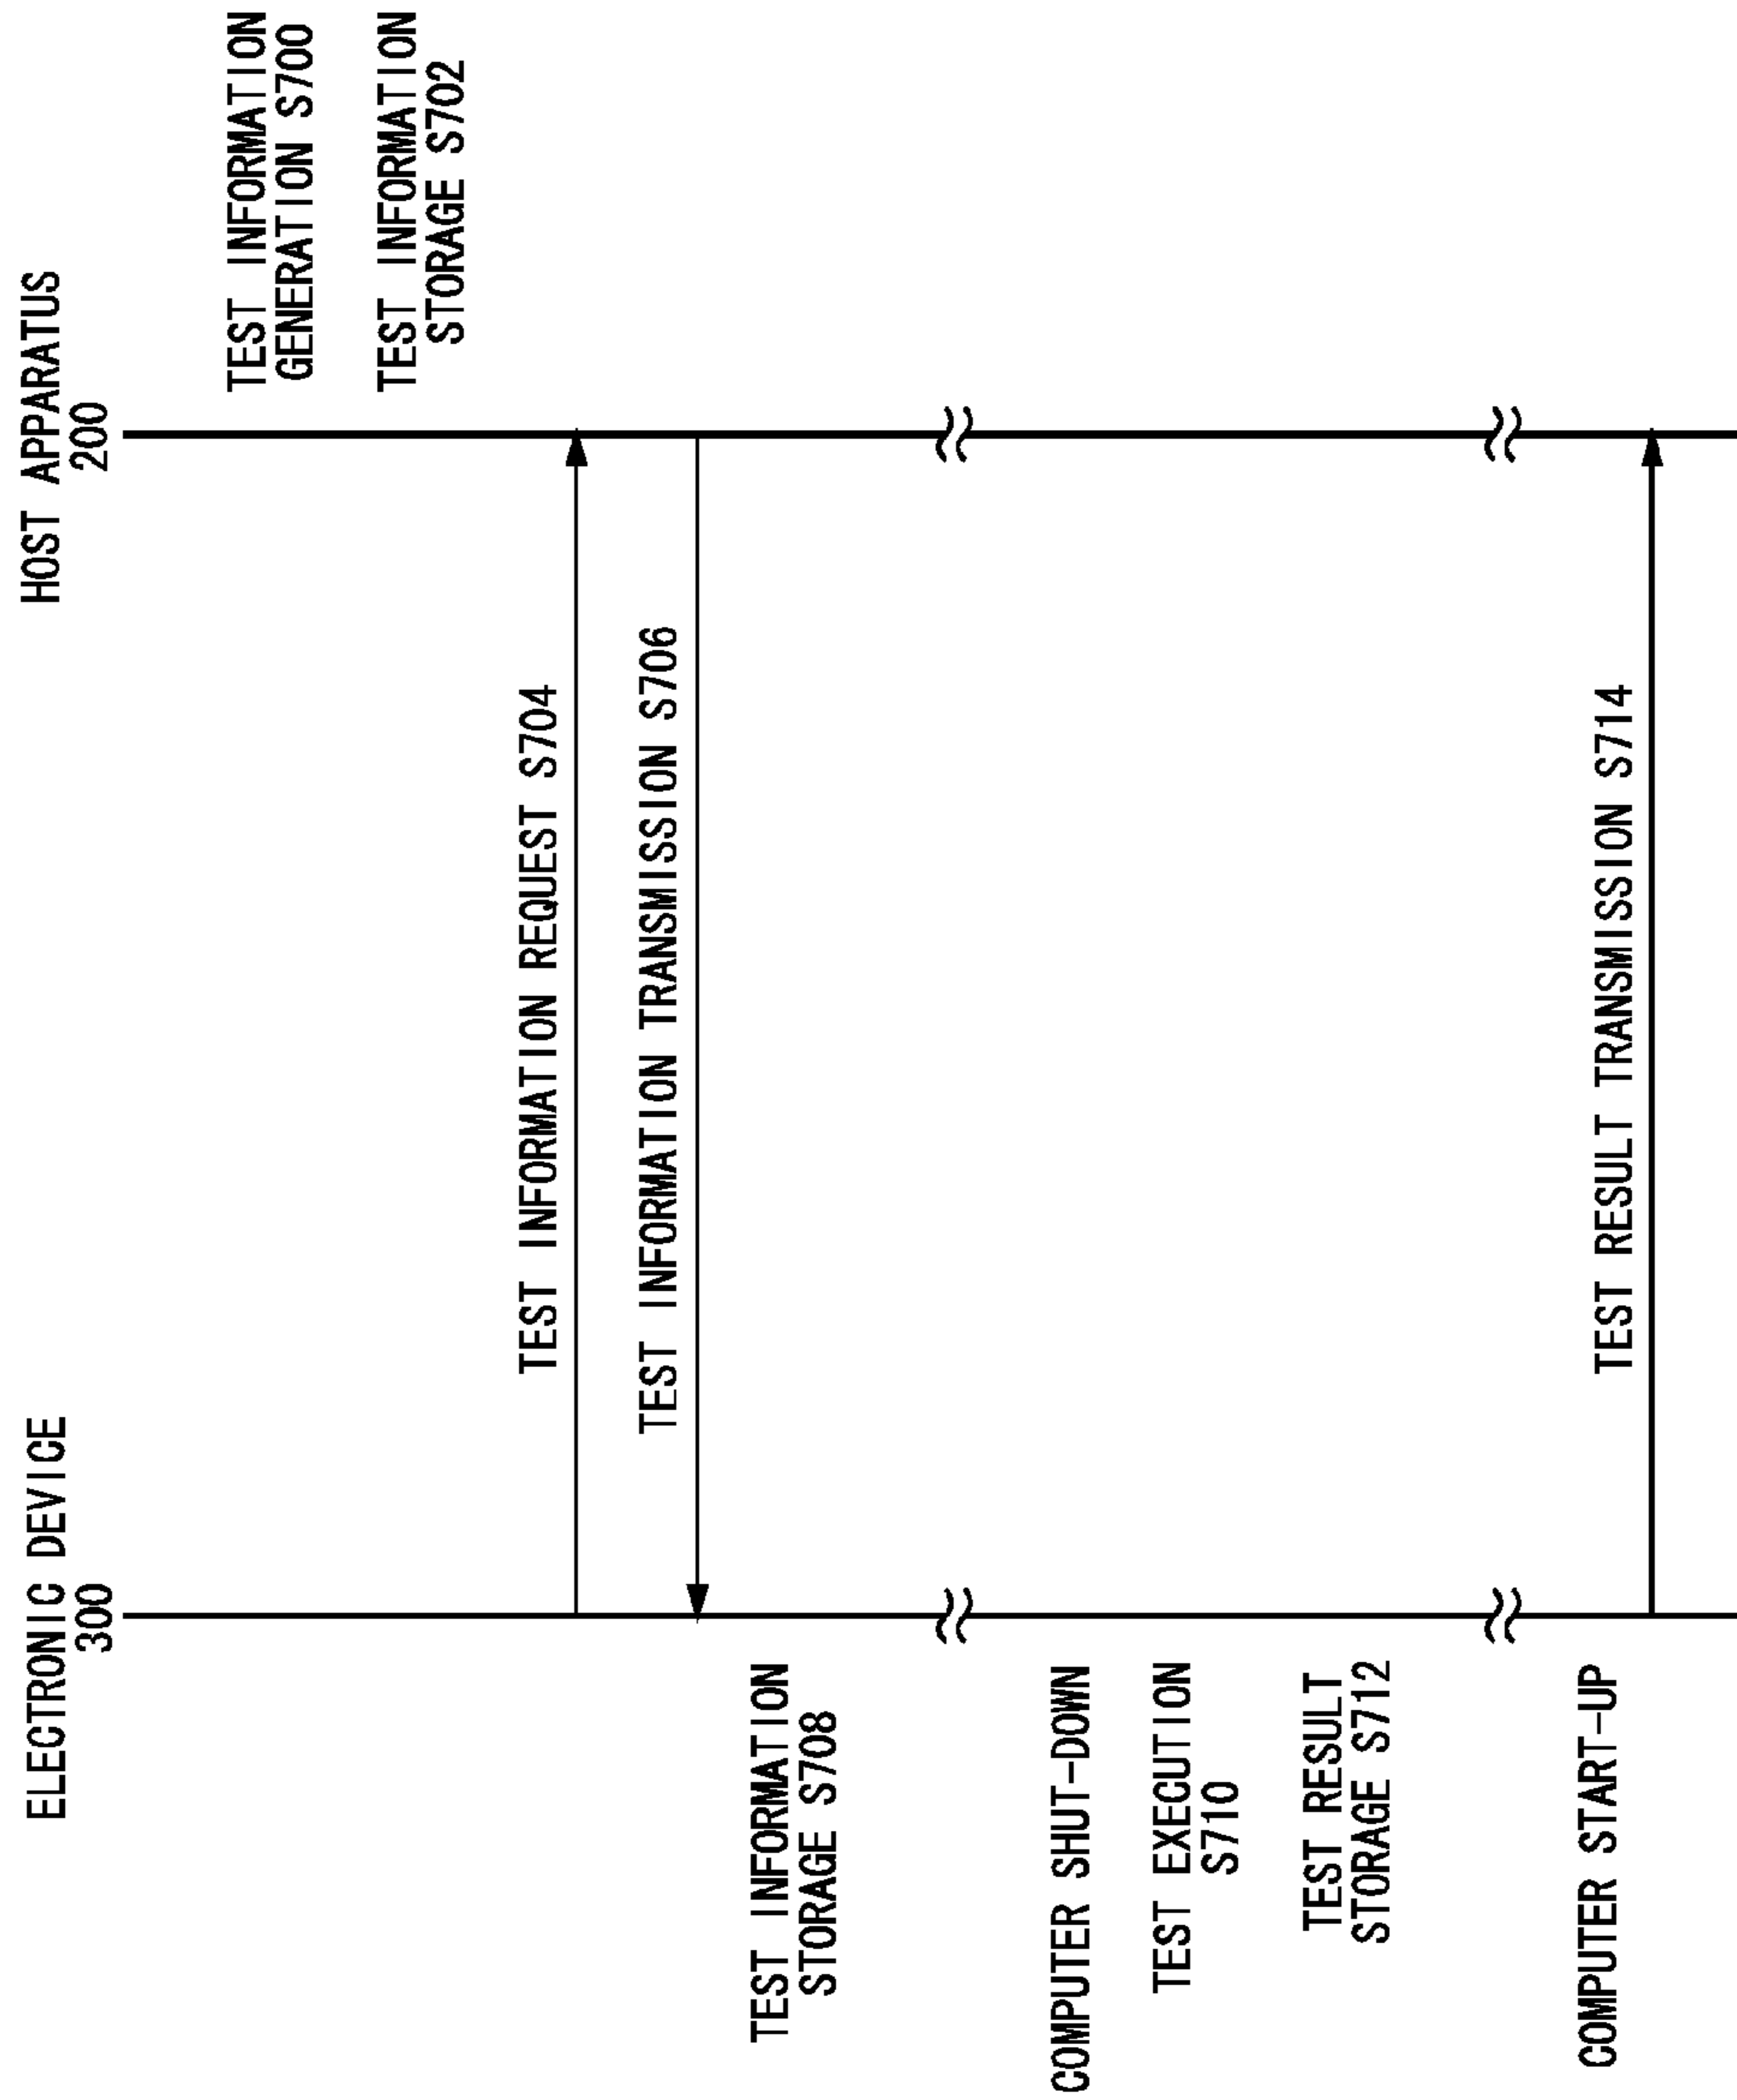 ELECTRONIC DEVICE
300
HOST APPARATUS
200
TEST INFORMATION
GENERATION S700
TEST INFORMATION
STORAGE S702
TEST INFORMATION REQUEST S704
TEST INFORMATION TRANSMISSION S706
TEST INFORMATION
STORAGE S708
COMPUTER SHUT-DOWN
TEST EXECUTION
S710
TEST RESULT
STORAGE S712
COMPUTER START-UP
TEST RESULT TRANSMISSION S714